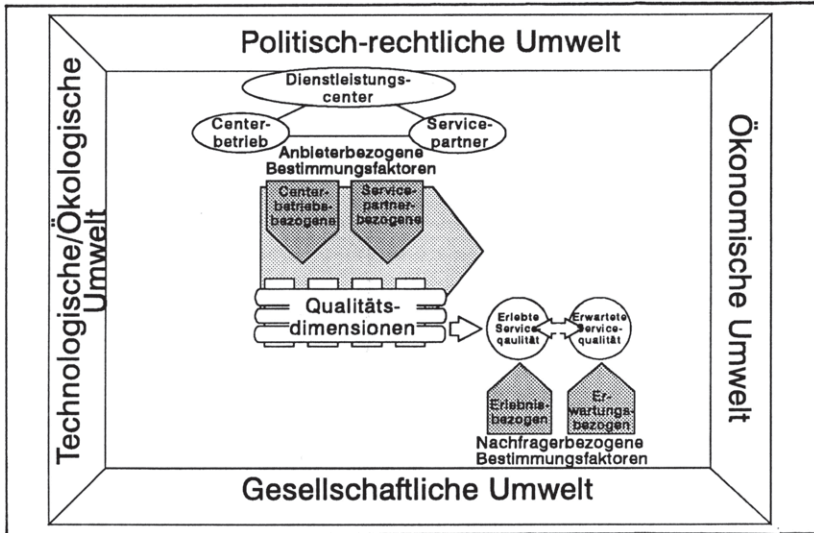 Politisch-rechtliche Umwelt
Technologische/Ökologische
Umwelt
Ökonomische Umwelt
Dienstleistungs-
center
Center-
betrieb
Service-
partner
Anbieterbezogene
Bestimmungsfaktoren
Center-
betriebs-
bezogene
Service-
partner-
bezogene
Qualitäts-
dimensionen
Erlebte
Service
qaulität
Erwartete
Service-
qualität
Erlebnis-
bezogen
Er-
wartungs-
bezogen
Nachfragerbezogene
Bestimmungsfaktoren
Gesellschaftliche Umwelt